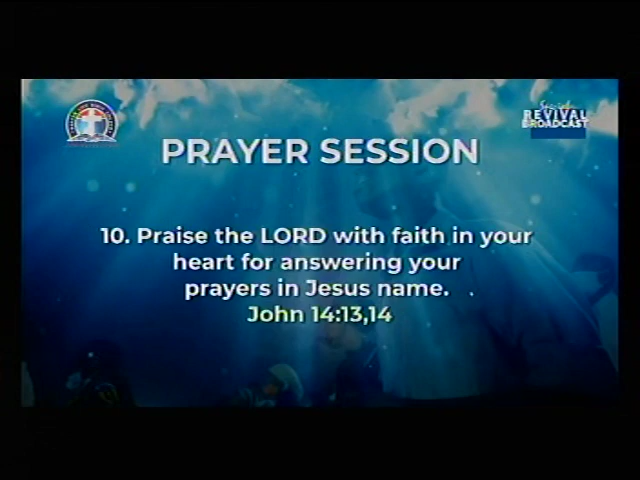 Special
REVIVAL
BROADCAST
PRAYER SESSION
10. Praise the LORD with faith in your
heart for answering your
prayers in Jesus name.
John 14:13,14